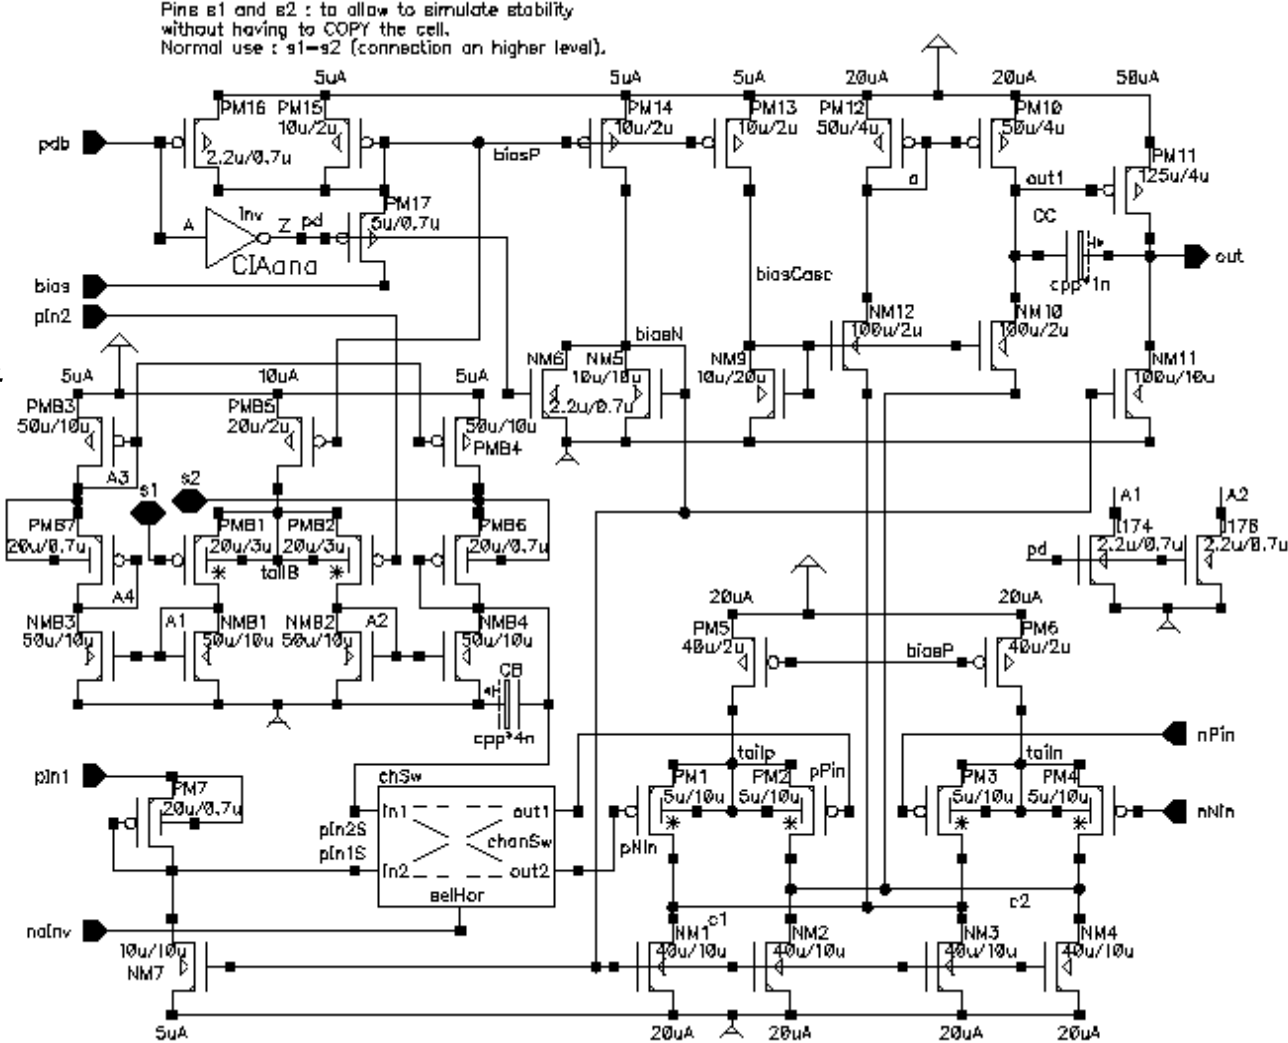 Pins s1 and s2 : to allow to simulate stability
without having to COPY the cell.
Normal use : s1-s2 (connection on higher level).
5uA 5uA 5uA 20uA 20uA 50uA
PM16 PM15 PM14 PM13 PM12 PM10
10u/2u 10u/2u 10u/2u 50u/4u 50u/4u
pdb
biasP
2.2u/0.7u
PM11
125u/4u
a out1
PM17
5u/0.7u
Inv
A Z pd
CC
CIAana
out
biasCasc
cpp*1n
bias
pIn2
NM12 NM10
100u/2u 100u/2u
biasN
NM6 NM5 NM9 NM11
10u/10u 10u/20u 100u/10u
2.2u/0.7u
5uA 10uA 5uA
PMB3 PMB5
50u/10u 20u/2u 50u/10u
PMB4
A3 s1 s2
PMB7 PMB1 PMB2 PMB6
20u/0.7u 20u/3u 20u/3u 20u/0.7u
tailB
A1 A2
I174 I178
pd 2.2u/0.7u 2.2u/0.7u
A4
NMB3 A1 NMB1 NMB2 A2 NMB4
50u/10u 50u/10u 50u/10u 50u/10u
20uA 20uA
PM5 PM6
40u/2u 40u/2u
biasP
CB
cpp*4n
nPin
tailp tailn
pIn1
PM7
20u/0.7u
chSw
PM1 PM2 pPin PM3 PM4
5u/10u 5u/10u 5u/10u 5u/10u
in1 out1
nNin
pIn2S
chanSw
pNin
pIn1S
in2 out2
selHor
c1 c2
noInv
NM1 NM2 NM3 NM4
10u/10u 40u/10u 40u/10u 40u/10u 40u/10u
NM7
5uA 20uA 20uA 20uA 20uA